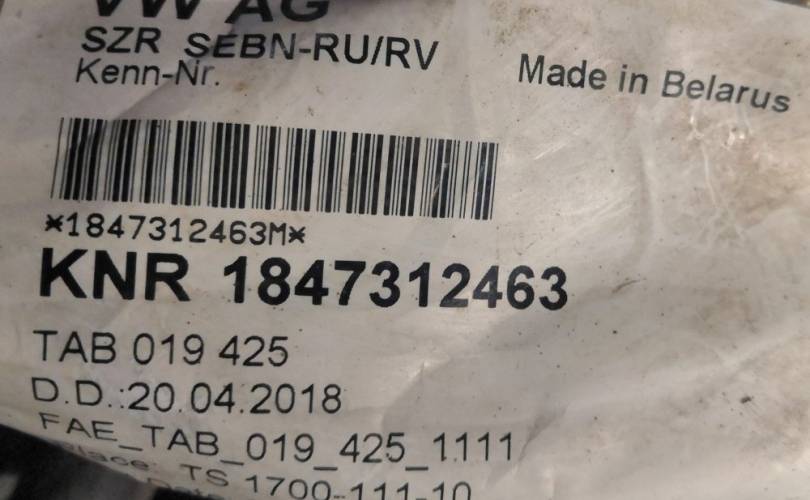 VW AG
SZR SEBN-RU/RV
Kenn-Nr.
Made in Belarus
*1847312463M*
KNR 1847312463
TAB 019 425
D.D.:20.04.2018
FAE_TAB_019_425_1111
TS 1700-111-10